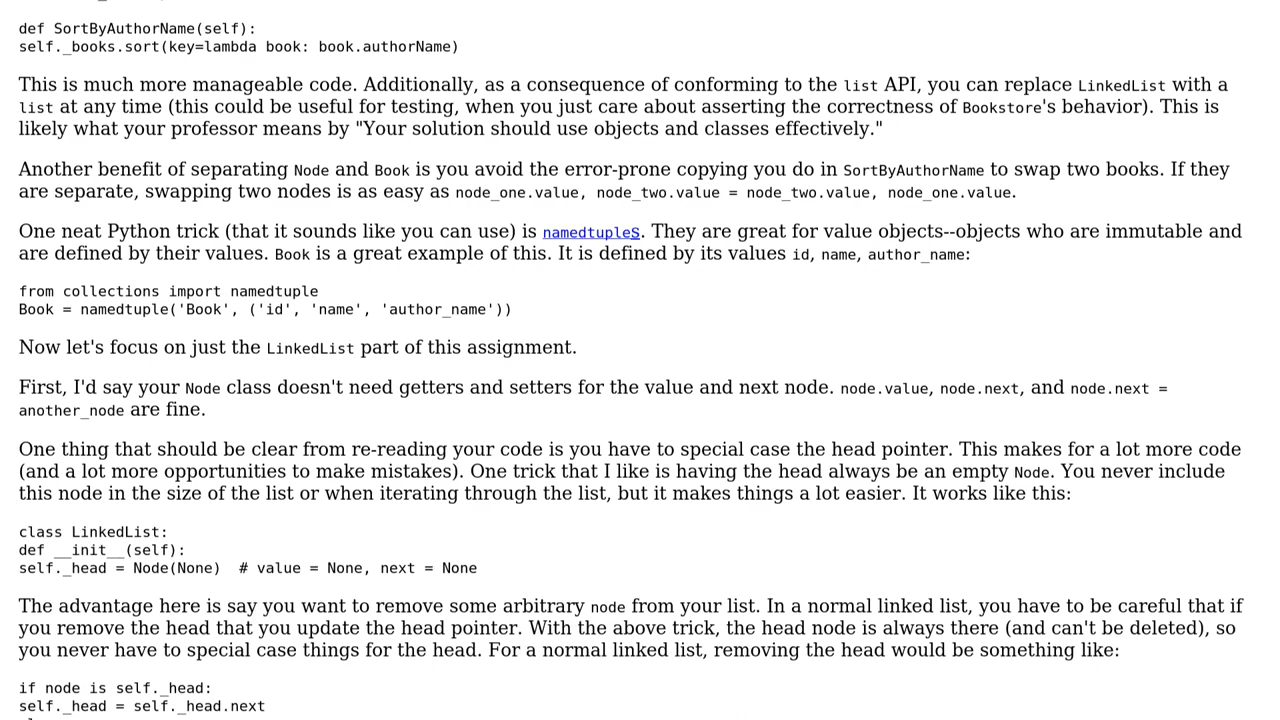 def SortByAuthorName(self):
self._books.sort(key=lambda book: book.authorName)
This is much more manageable code. Additionally, as a consequence of conforming to the list API, you can replace LinkedList with a
list at any time (this could be useful for testing, when you just care about asserting the correctness of Bookstore's behavior). This is
likely what your professor means by "Your solution should use objects and classes effectively."
Another benefit of separating Node and Book is you avoid the error-prone copying you do in SortByAuthorName to swap two books. If they
are separate, swapping two nodes is as easy as node_one.value, node_two.value = node_two.value, node_one.value.
One neat Python trick (that it sounds like you can use) is namedtupleS. They are great for value objects--objects who are immutable and
are defined by their values. Book is a great example of this. It is defined by its values id, name, author_name:
from collections import namedtuple
Book = namedtuple('Book', ('id', 'name', 'author_name'))
Now let's focus on just the LinkedList part of this assignment.
First, I'd say your Node class doesn't need getters and setters for the value and next node. node.value, node.next, and node.next =
another_node are fine.
One thing that should be clear from re-reading your code is you have to special case the head pointer. This makes for a lot more code
(and a lot more opportunities to make mistakes). One trick that I like is having the head always be an empty Node. You never include
this node in the size of the list or when iterating through the list, but it makes things a lot easier. It works like this:
class LinkedList:
def __init__(self):
self._head = Node(None)  # value = None, next = None
The advantage here is say you want to remove some arbitrary node from your list. In a normal linked list, you have to be careful that if
you remove the head that you update the head pointer. With the above trick, the head node is always there (and can't be deleted), so
you never have to special case things for the head. For a normal linked list, removing the head would be something like:
if node is self._head:
self._head = self._head.next